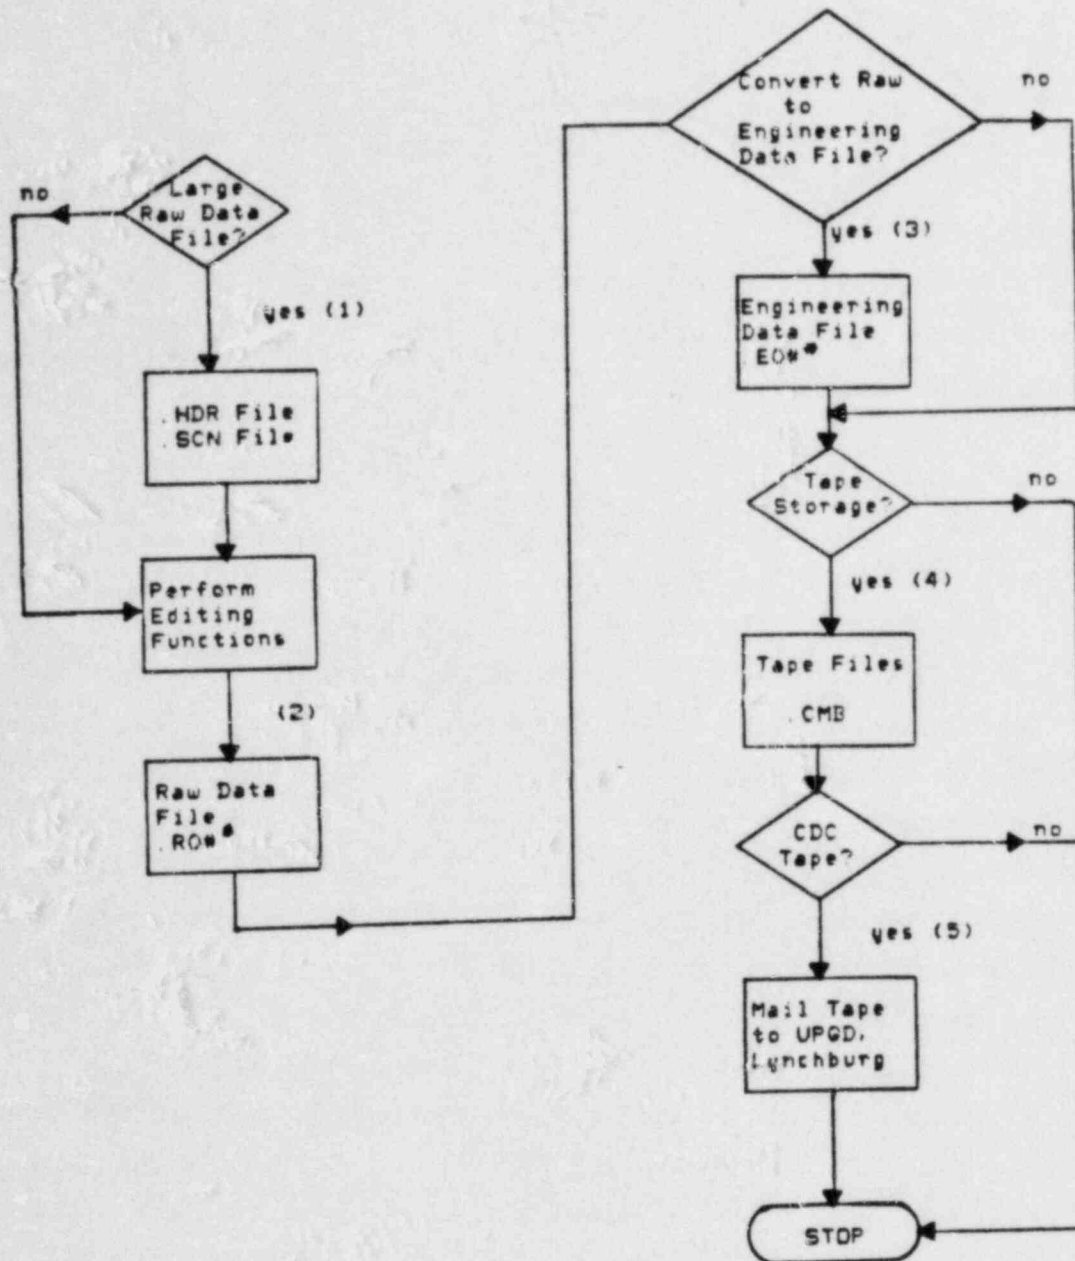 no
Large
Raw Data
File?
yes (1)
.HDR File
.SCN File
Perform
Editing
Functions
(2)
Raw Data
File
.RO#*
Convert Raw
to
Engineering
Data File?
no
yes (3)
Engineering
Data File
.EO#*
Tape
Storage?
no
yes (4)
Tape Files
.CMB
CDC
Tape?
no
yes (5)
Mail Tape
to UPGD,
Lynchburg
STOP